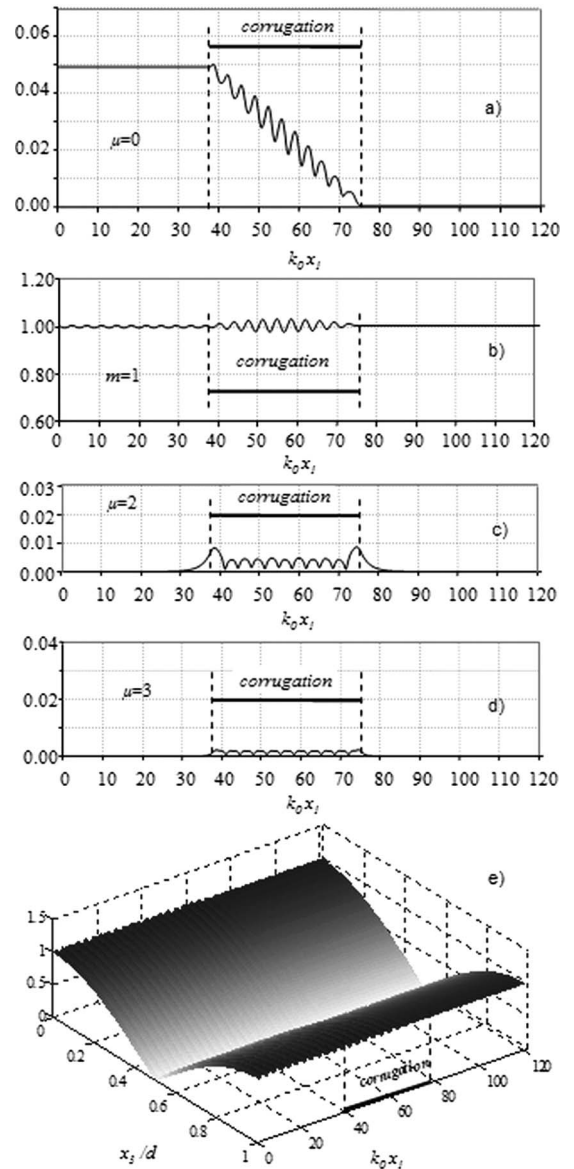 0.06
corrugation
0.04
a)
0.02
μ=0
0.00
0 10 20 30 40 50 60 70 80 90 100 110 120
k₀x₁
1.20
1.00
b)
0.80
corrugation
m=1
0.60
0 10 20 30 40 50 60 70 80 90 100 110 120
k₀x₁
0.03
μ=2
corrugation
0.02
0.01
c)
0.00
0 10 20 30 40 50 60 70 80 90 100 110 120
k₀x₁
0.04
μ=3
corrugation
0.02
d)
0.00
0 10 20 30 40 50 60 70 80 90 100 110 120
k₀x₁
e)
1.5
1
0.5
0
0
0.2
0.4
0.6
0.8
1
x₃/d
corrugation
0
20
40
60
80
100
120
k₀x₁